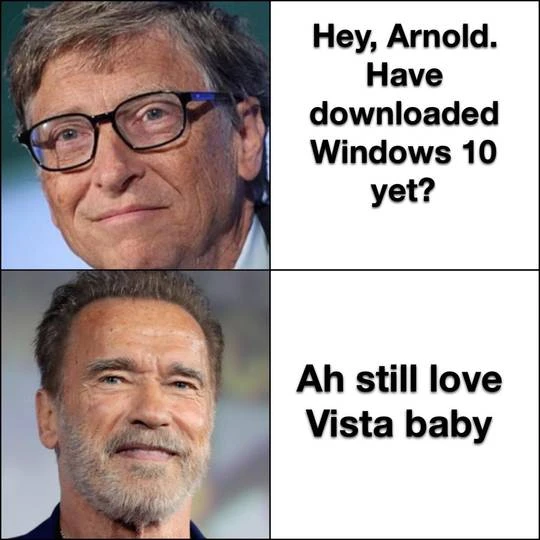 Hey, Arnold.
Have
downloaded
Windows 10
yet?
Ah still love
Vista baby